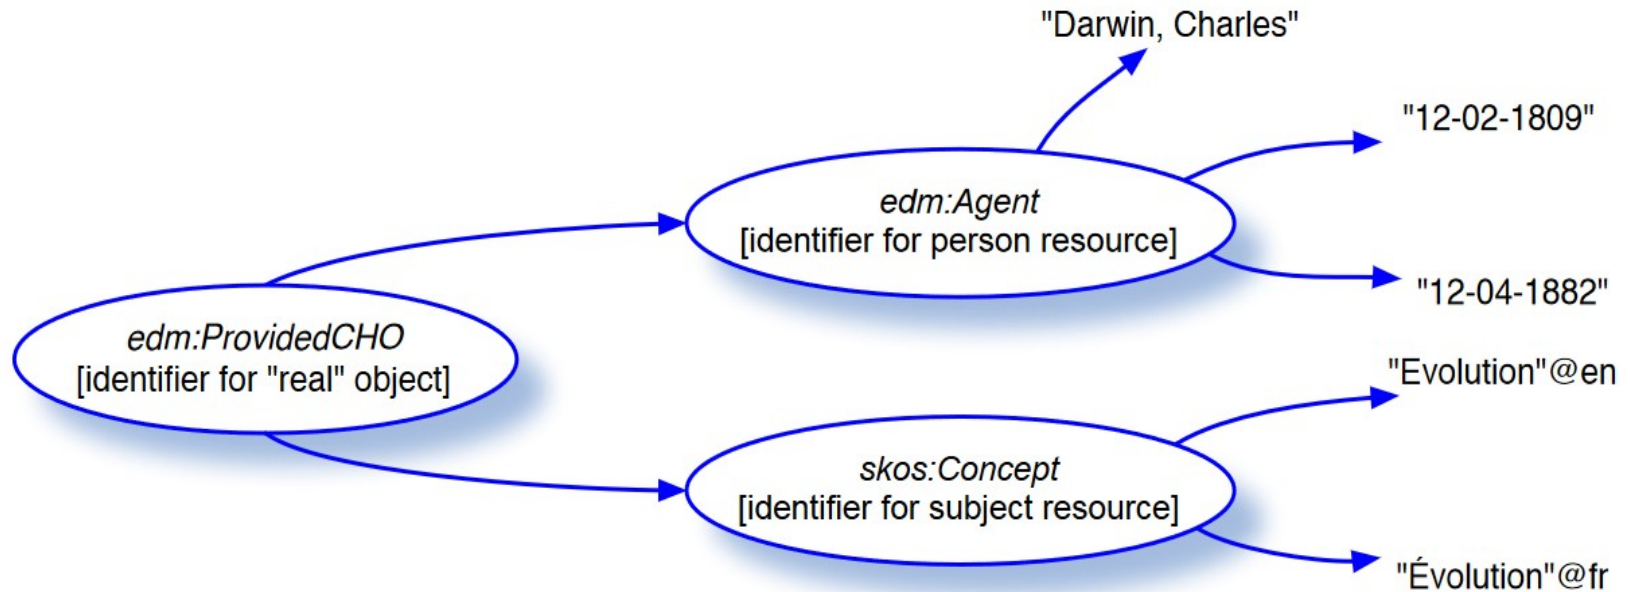 "Darwin, Charles"
"12-02-1809"
edm:Agent
[identifier for person resource]
"12-04-1882"
edm:ProvidedCHO
[identifier for "real" object]
"Evolution"@en
skos:Concept
[identifier for subject resource]
"Évolution"@fr